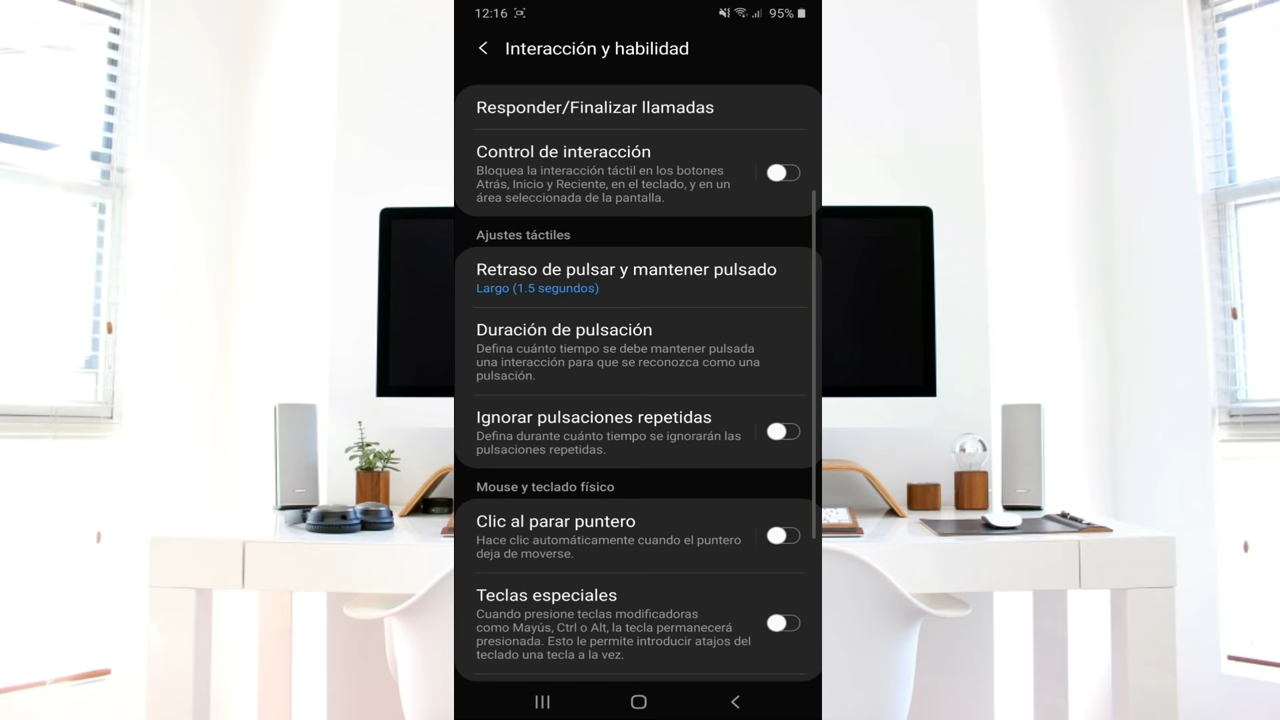 12:16
95%
Interacción y habilidad
Responder/Finalizar llamadas
Control de interacción
Bloquea la interacción táctil en los botones
Atrás, Inicio y Reciente, en el teclado, y en un
área seleccionada de la pantalla.
Ajustes táctiles
Retraso de pulsar y mantener pulsado
Largo (1.5 segundos)
Duración de pulsación
Defina cuánto tiempo se debe mantener pulsada
una interacción para que se reconozca como una
pulsación.
Ignorar pulsaciones repetidas
Defina durante cuánto tiempo se ignorarán las
pulsaciones repetidas.
Mouse y teclado físico
Clic al parar puntero
Hace clic automáticamente cuando el puntero
deja de moverse.
Teclas especiales
Cuando presione teclas modificadoras
como Mayús, Ctrl o Alt, la tecla permanecerá
presionada. Esto le permite introducir atajos del
teclado una tecla a la vez.